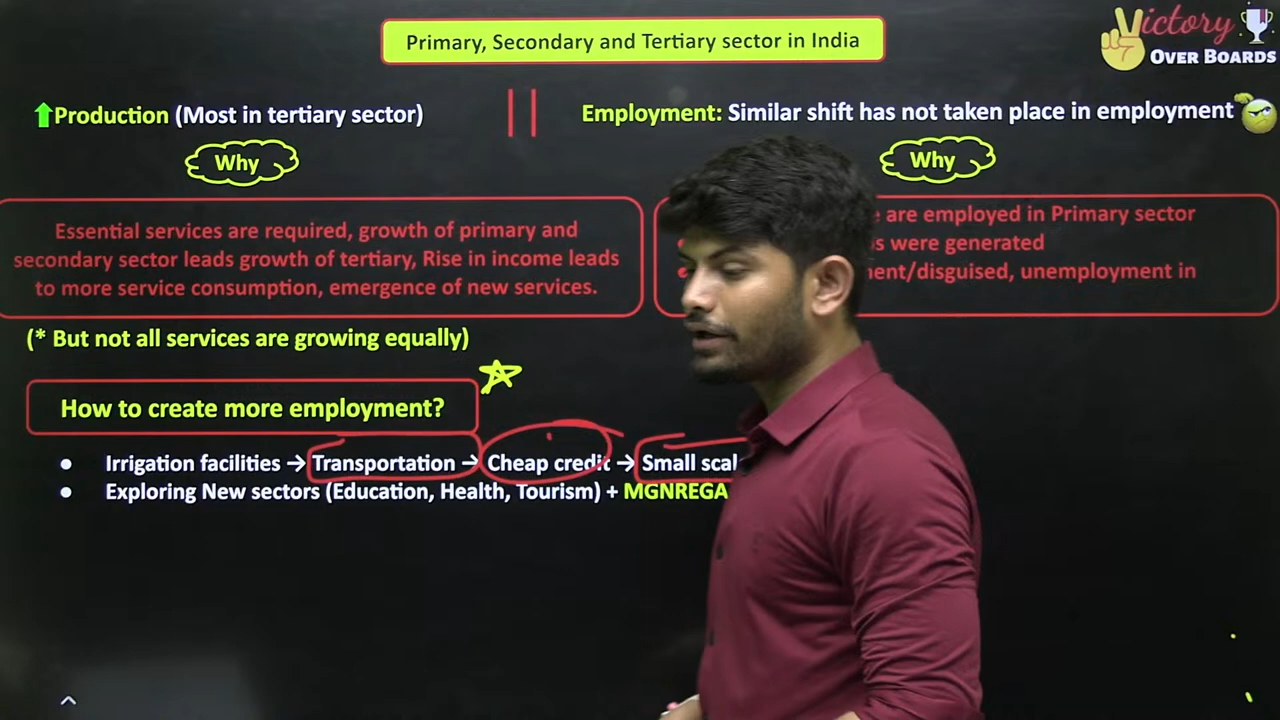 Primary, Secondary and Tertiary sector in India
Victory
OVER BOARDS
Production (Most in tertiary sector)
Employment: Similar shift has not taken place in employment
Why
Why
Essential services are required, growth of primary and
secondary sector leads growth of tertiary, Rise in income leads
to more service consumption, emergence of new services.
are employed in Primary sector
were generated
/disguised, unemployment in
(* But not all services are growing equally)
How to create more employment?
• Irrigation facilities → Transportation → Cheap credit → Small
• Exploring New sectors (Education, Health, Tourism) + MGNREGA